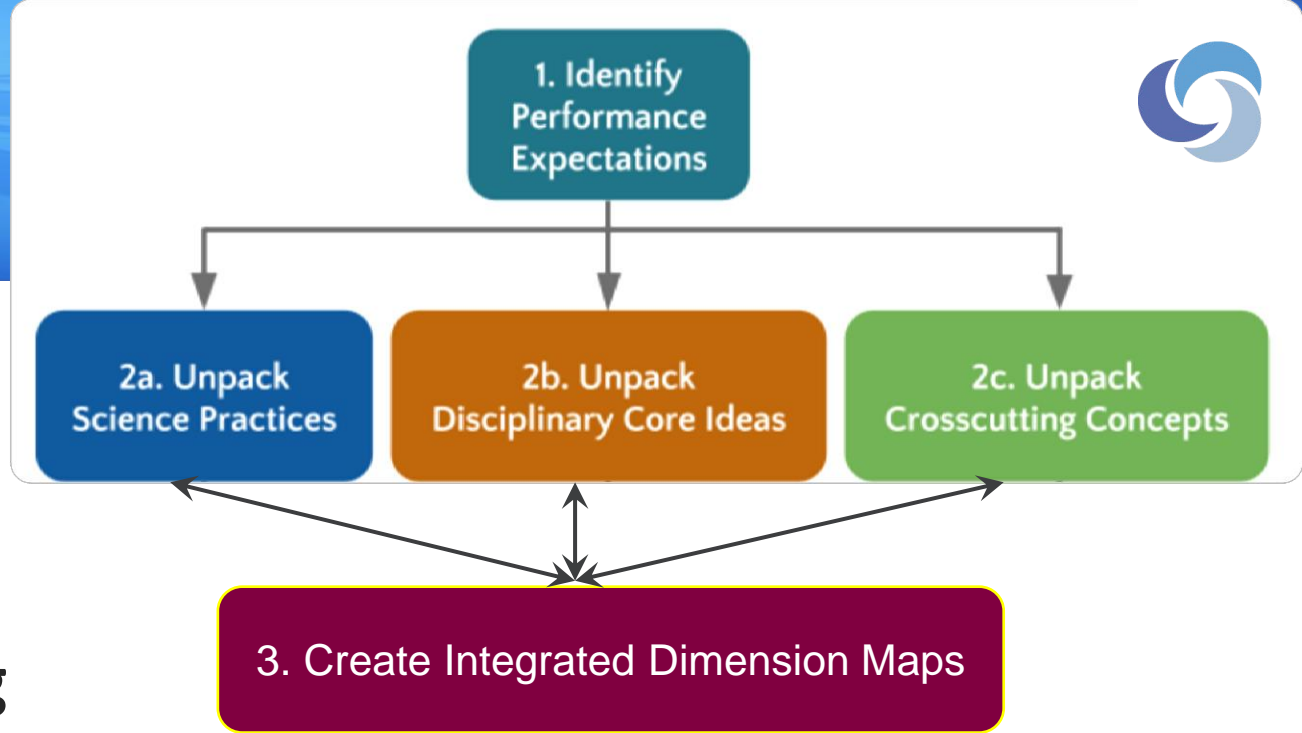 1. Identify
Performance
Expectations
2a. Unpack
Science Practices
2b. Unpack
Disciplinary Core Ideas
2c. Unpack
Crosscutting Concepts
3. Create Integrated Dimension Maps